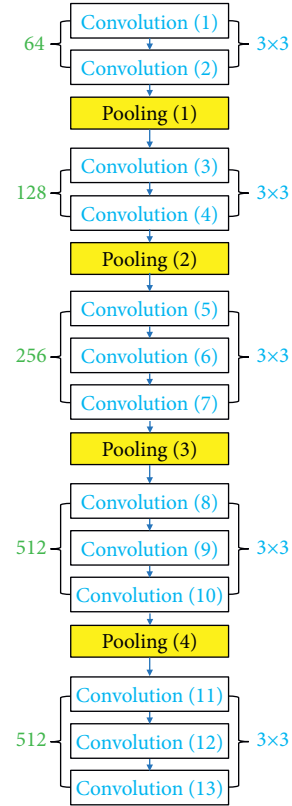 Convolution (1)
64
3×3
Convolution (2)
Pooling (1)
Convolution (3)
128
3×3
Convolution (4)
Pooling (2)
Convolution (5)
256
Convolution (6)
3×3
Convolution (7)
Pooling (3)
Convolution (8)
512
Convolution (9)
3×3
Convolution (10)
Pooling (4)
Convolution (11)
512
Convolution (12)
3×3
Convolution (13)